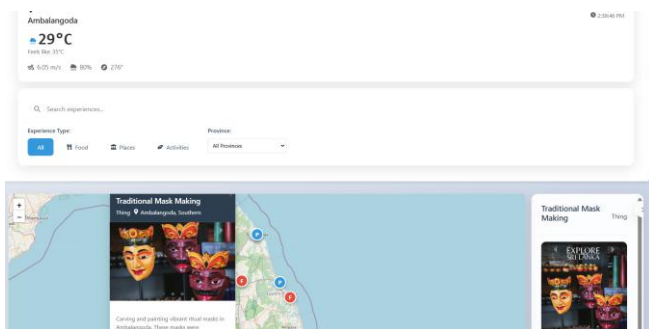 Ambalangoda
2:38:46 PM
29°C
Feels like 35°C
6.05 m/s 80% 276°
Search experiences...
Experience Type:
Province:
All
Food
Places
Activities
All Provinces
+
−
Traditional Mask Making
Thing Ambalangoda, Southern
Carving and painting vibrant ritual masks in
Ambalangoda. These masks were
P
F
P
F
Traditional Mask
Making
Thing
EXPLORE
SRI LANKA